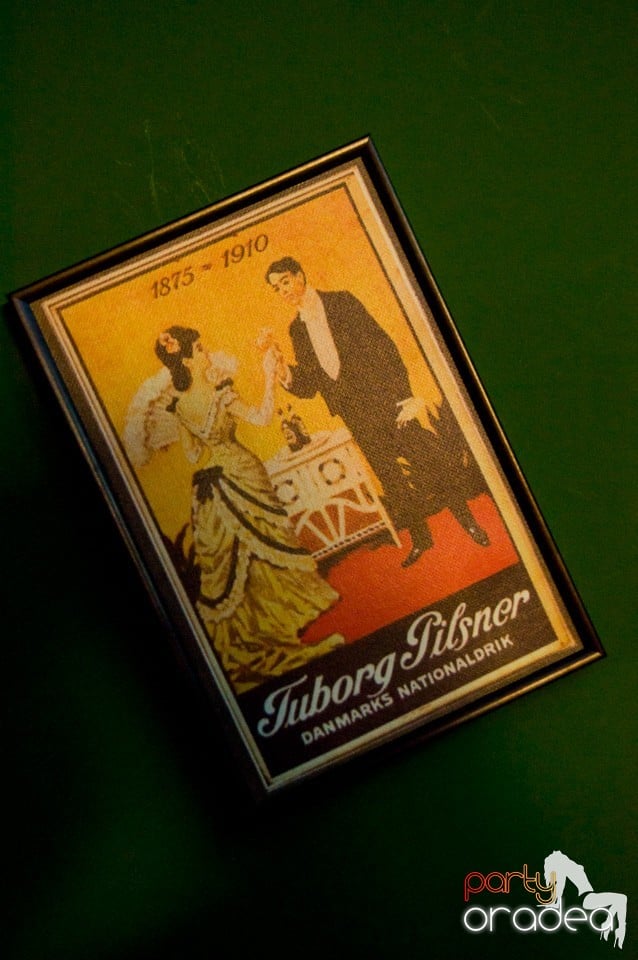 1875 - 1910
Tuborg Pilsner
DANMARKS NATIONALDRIK
party
oradea